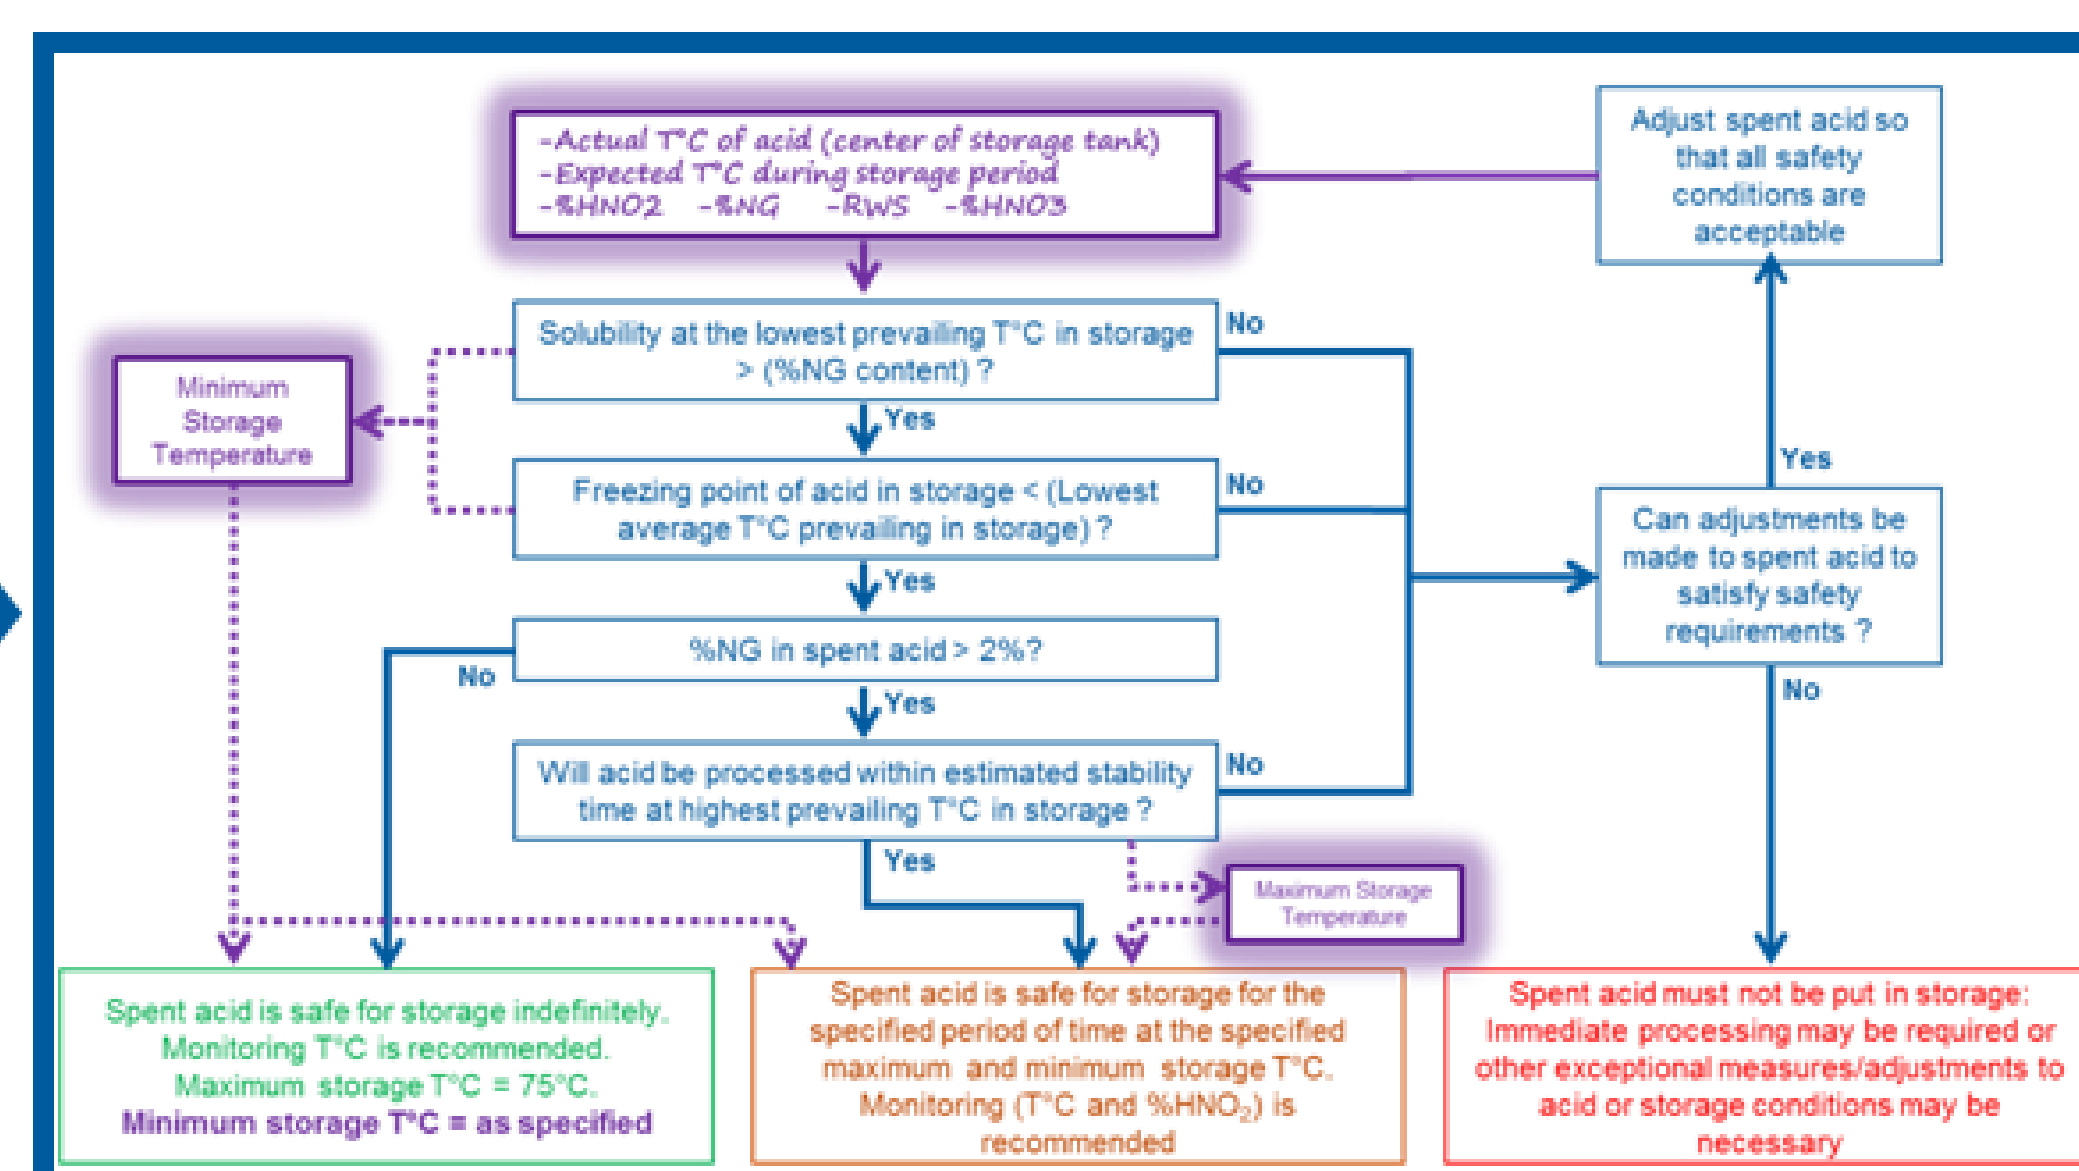 -Actual T°C of acid (center of storage tank)
-Expected T°C during storage period
-%HNO2 -%NG -RWS -%HNO3
Adjust spent acid so
that all safety
conditions are
acceptable
Solubility at the lowest prevailing T°C in storage
> (%NG content) ?
No
Yes
Minimum
Storage
Temperature
Freezing point of acid in storage < (Lowest
average T°C prevailing in storage) ?
No
Yes
Yes
Can adjustments be
made to spent acid to
satisfy safety
requirements ?
No
%NG in spent acid > 2%?
No
Yes
Will acid be processed within estimated stability
time at highest prevailing T°C in storage ?
No
Yes
Maximum Storage
Temperature
Spent acid is safe for storage indefinitely.
Monitoring T°C is recommended.
Maximum storage T°C = 75°C.
Minimum storage T°C = as specified
Spent acid is safe for storage for the
specified period of time at the specified
maximum and minimum storage T°C.
Monitoring (T°C and %HNO₂) is
recommended
Spent acid must not be put in storage:
Immediate processing may be required or
other exceptional measures/adjustments to
acid or storage conditions may be
necessary